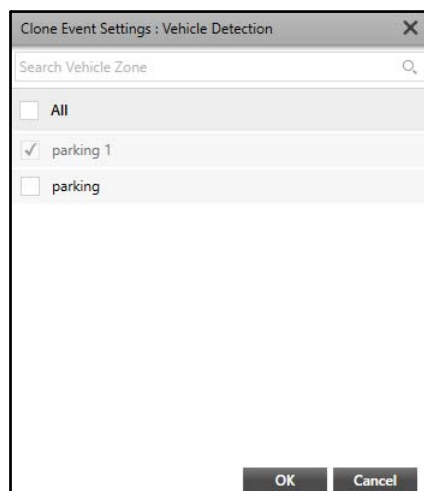 Clone Event Settings : Vehicle Detection
Search Vehicle Zone
All
parking 1
parking
OK Cancel